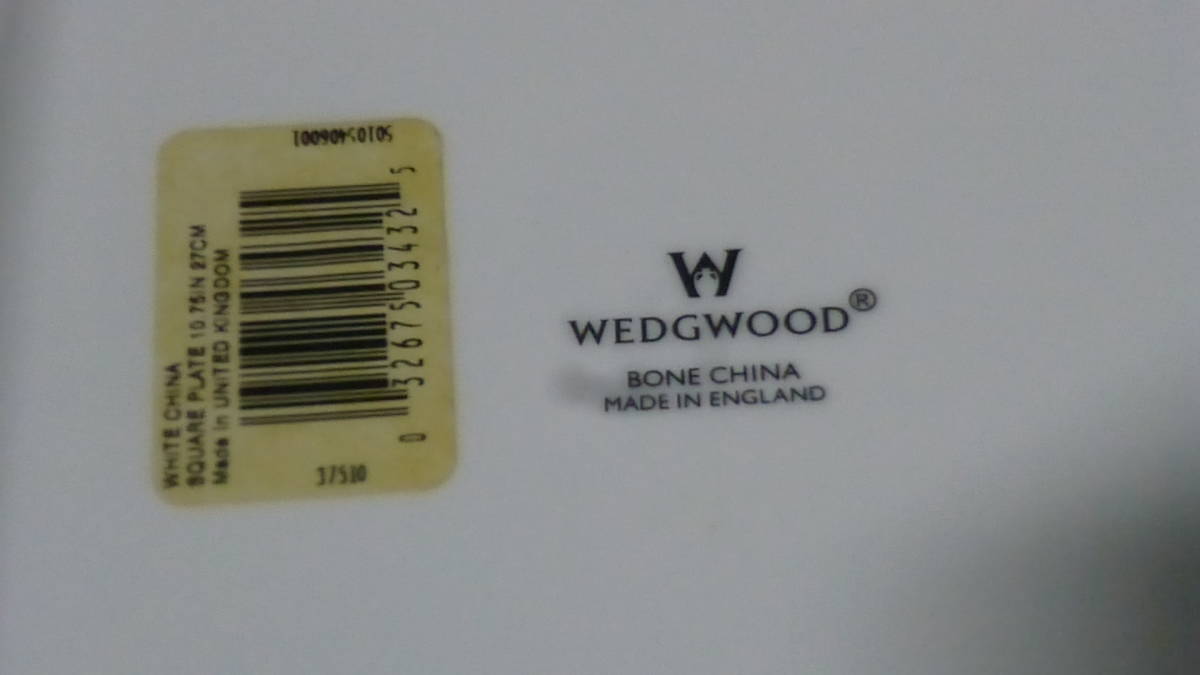 WHITE CHINA
SQUARE PLATE 10.75IN 27CM
Made in UNITED KINGDOM
50105406001
0 32675 03432 5
37510
W
WEDGWOOD®
BONE CHINA
MADE IN ENGLAND